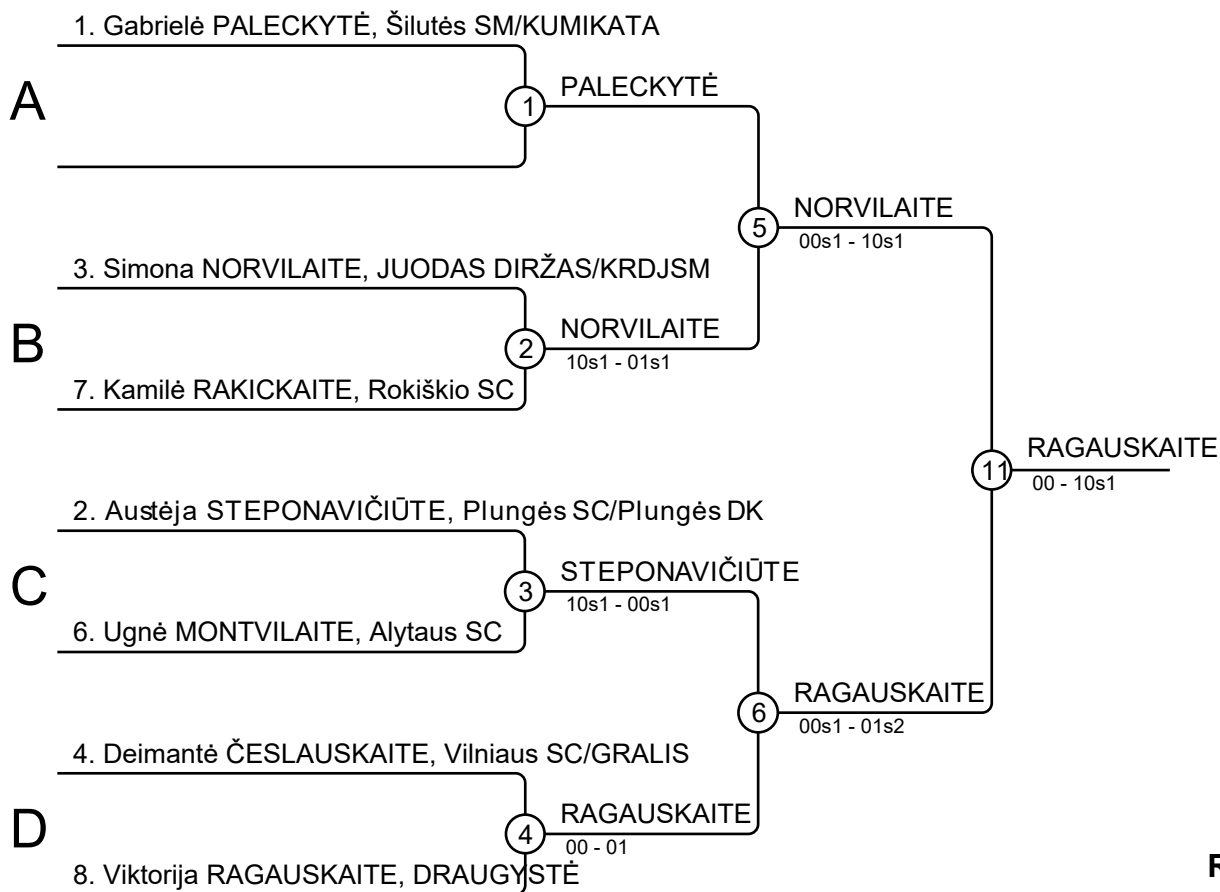 1. Gabrielė PALECKYTĖ, Šilutės SM/KUMIKATA
A
1
PALECKYTĖ
5
NORVILAITE
00s1 - 10s1
3. Simona NORVILAITE, JUODAS DIRŽAS/KRDJSM
B
2
NORVILAITE
10s1 - 01s1
7. Kamilė RAKICKAITE, Rokiškio SC
11
RAGAUSKAITE
00 - 10s1
2. Austėja STEPONAVIČIŪTE, Plungės SC/Plungės DK
C
3
STEPONAVIČIŪTE
10s1 - 00s1
6. Ugnė MONTVILAITE, Alytaus SC
6
RAGAUSKAITE
00s1 - 01s2
4. Deimantė ČESLAUSKAITE, Vilniaus SC/GRALIS
D
4
RAGAUSKAITE
00 - 01
8. Viktorija RAGAUSKAITE, DRAUGYSTĖ
R